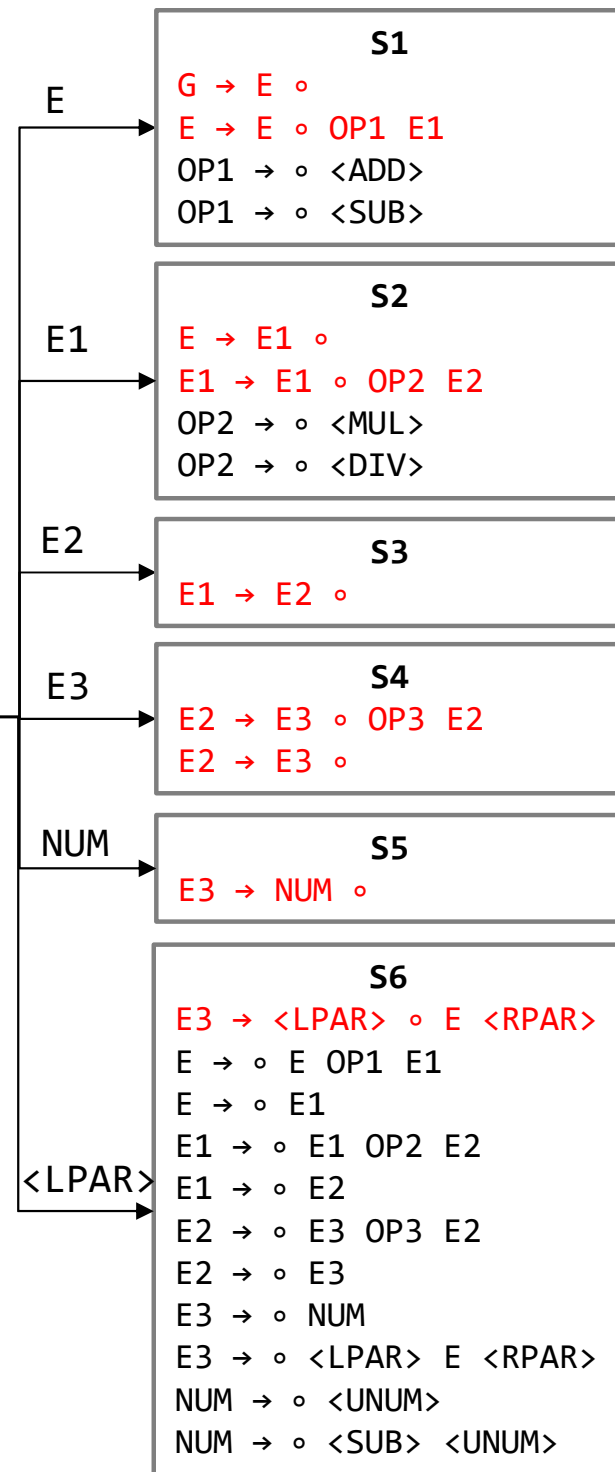 S1
E
G → E ∘
E → E ∘ OP1 E1
OP1 → ∘ <ADD>
OP1 → ∘ <SUB>
S2
E1
E → E1 ∘
E1 → E1 ∘ OP2 E2
OP2 → ∘ <MUL>
OP2 → ∘ <DIV>
E2
S3
E1 → E2 ∘
E3
S4
E2 → E3 ∘ OP3 E2
E2 → E3 ∘
NUM
S5
E3 → NUM ∘
S6
E3 → <LPAR> ∘ E <RPAR>
E → ∘ E OP1 E1
E → ∘ E1
E1 → ∘ E1 OP2 E2
<LPAR>
E1 → ∘ E2
E2 → ∘ E3 OP3 E2
E2 → ∘ E3
E3 → ∘ NUM
E3 → ∘ <LPAR> E <RPAR>
NUM → ∘ <UNUM>
NUM → ∘ <SUB> <UNUM>